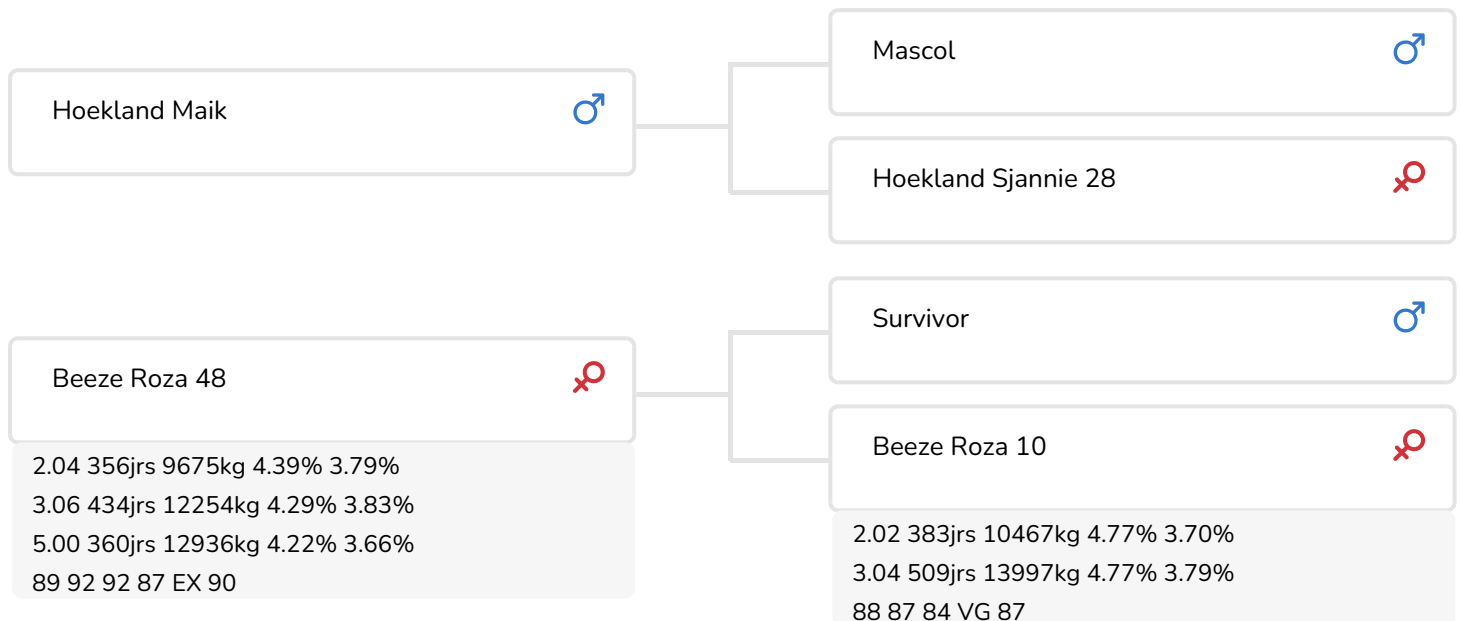 Hoekland Maik
Mascol
Hoekland Sjannie 28
Beeze Roza 48
2.04 356jrs 9675kg 4.39% 3.79%
3.06 434jrs 12254kg 4.29% 3.83%
5.00 360jrs 12936kg 4.22% 3.66%
89 92 92 87 EX 90
Survivor
Beeze Roza 10
2.02 383jrs 10467kg 4.77% 3.70%
3.04 509jrs 13997kg 4.77% 3.79%
88 87 84 VG 87